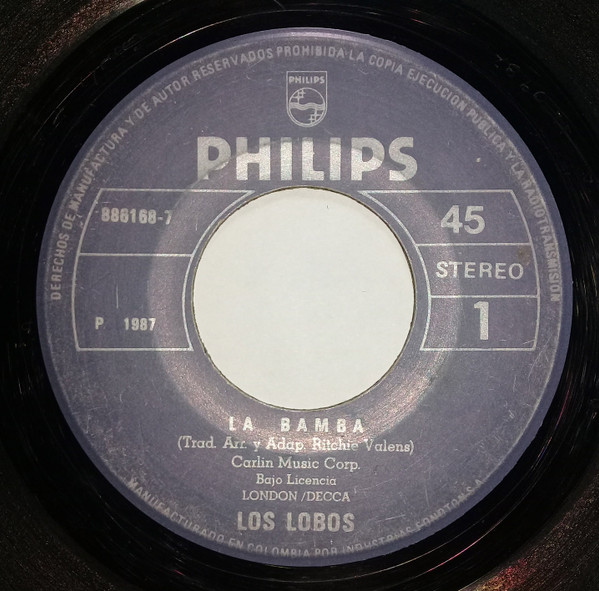 DERECHOS DE MANUFACTURA Y DE AUTOR RESERVADOS PROHIBIDA LA COPIA EJECUCION PUBLICA Y LA RADIOTRANSMISION
PHILIPS
PHILIPS
886168-7
45
STEREO
P 1987
1
LA BAMBA
(Trad. Arr. y Adap. Ritchie Valens)
Carlin Music Corp.
Bajo Licencia
LONDON /DECCA
LOS LOBOS
MANUFACTURADO EN COLOMBIA POR INDUSTRIAS FONOTON S.A.